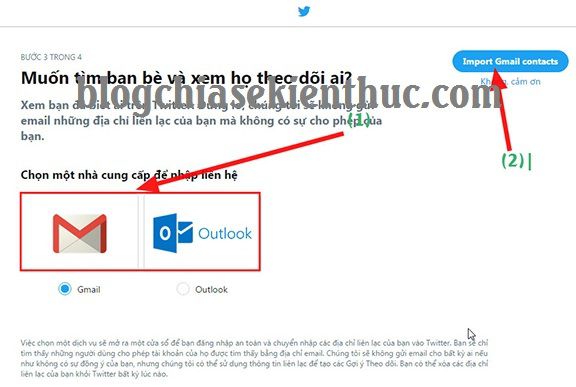 BƯỚC 3 TRONG 4
Import Gmail contacts
Muốn tìm bạn bè và xem họ theo dõi ai?
Không, cảm ơn
blogchiasekienthuc.com
Xem bạn đã biết ai trên Twitter. Đừng lo, chúng tôi sẽ không gửi
email những địa chỉ liên lạc của bạn mà không có sự cho phép của
bạn.
(1)
(2)|
Chọn một nhà cung cấp để nhập liên hệ
Outlook
Gmail
Outlook
Việc chọn một dịch vụ sẽ mở ra một cửa sổ để bạn đăng nhập an toàn và chuyển nhập các địa chỉ liên lạc của bạn vào Twitter. Bạn sẽ chỉ
tìm thấy những người dùng cho phép tài khoản của họ được tìm thấy bằng địa chỉ email. Chúng tôi sẽ không gửi email cho bất kỳ ai nếu
như không có sự đồng ý của bạn, nhưng chúng tôi có thể sử dụng thông tin liên lạc để tạo các Gợi ý Theo dõi. Bạn có thể xóa các địa chỉ
liên lạc của bạn khỏi Twitter bất kỳ lúc nào.